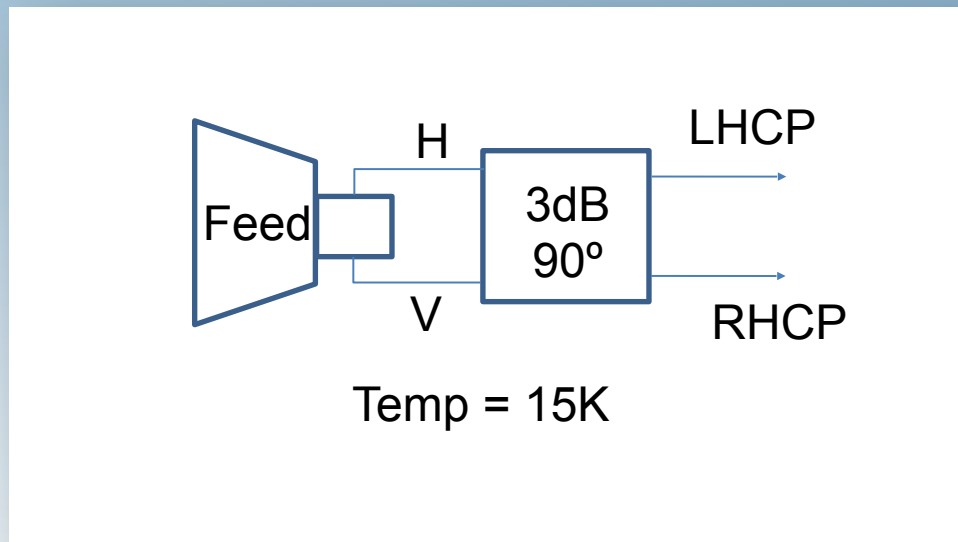 H
LHCP
Feed
3dB
90º
V
RHCP
Temp = 15K